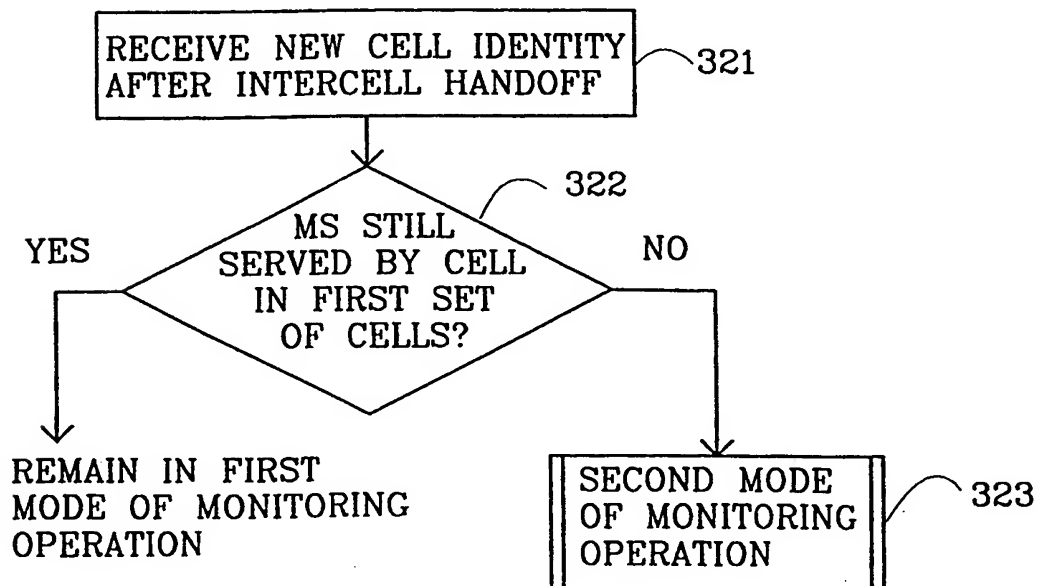 RECEIVE NEW CELL IDENTITY
AFTER INTERCELL HANDOFF
321
322
MS STILL
SERVED BY CELL
IN FIRST SET
OF CELLS?
YES
NO
REMAIN IN FIRST
MODE OF MONITORING
OPERATION
SECOND MODE
OF MONITORING
OPERATION
323